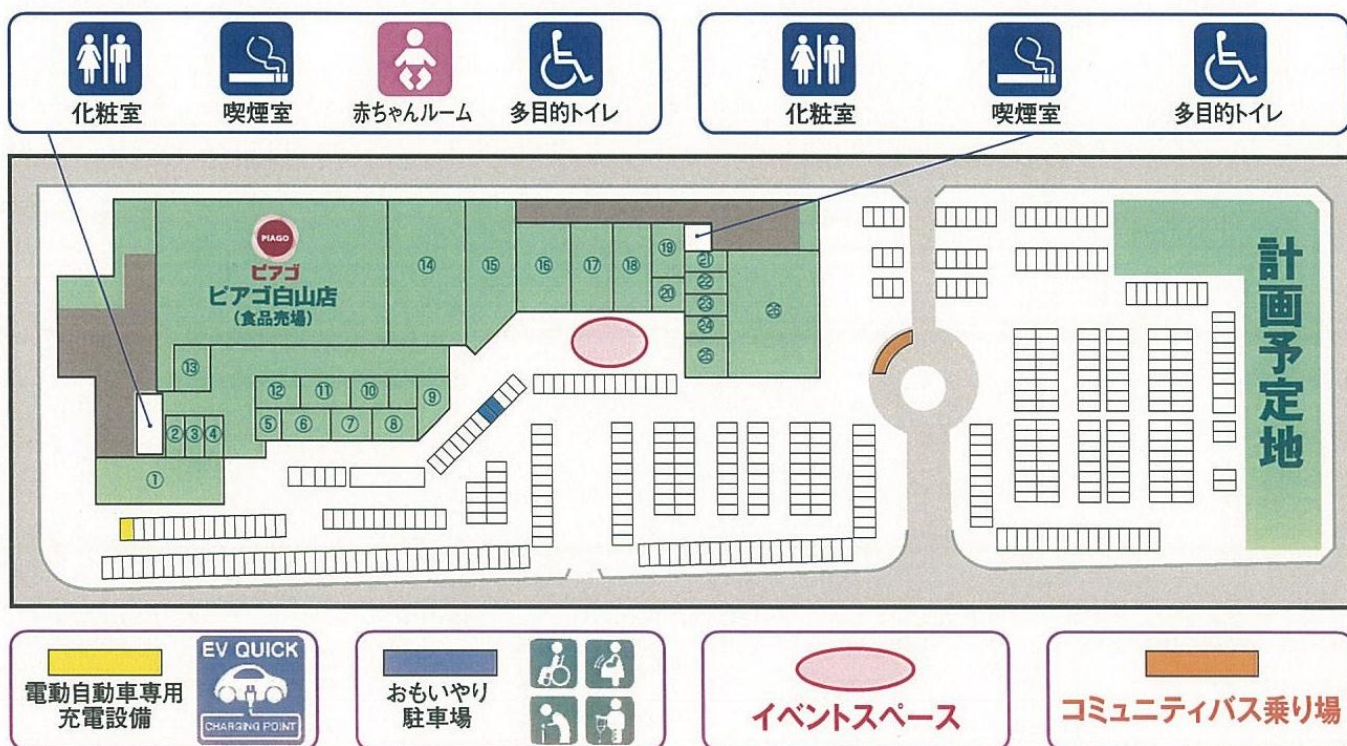 化粧室
喫煙室
赤ちゃんルーム
多目的トイレ
化粧室
喫煙室
多目的トイレ
PIAGO
ピアゴ
ピアゴ白山店
(食品売場)
⑭
⑮
⑯
⑰
⑱
⑲
⑳
㉑
㉒
㉓
㉔
㉕
㉖
⑬
⑫
⑪
⑩
⑨
②
③
④
⑤
⑥
⑦
⑧
①
計画予定地
電動自動車専用
充電設備
EV QUICK
CHARGING POINT
おもいやり
駐車場
イベントスペース
コミュニティバス乗り場